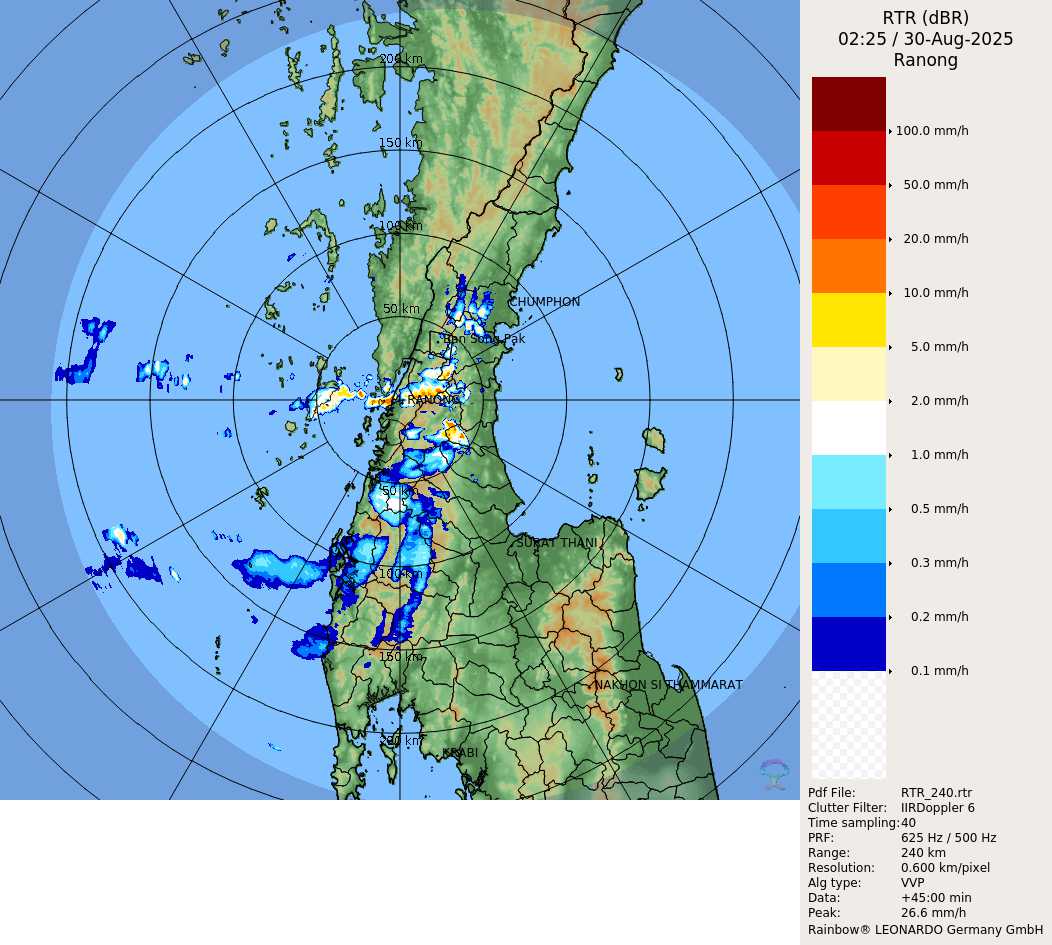 RTR (dBR)
02:25 / 30-Aug-2025
Ranong
100.0 mm/h
50.0 mm/h
20.0 mm/h
10.0 mm/h
5.0 mm/h
2.0 mm/h
1.0 mm/h
0.5 mm/h
0.3 mm/h
0.2 mm/h
0.1 mm/h
Pdf File: RTR_240.rtr
Clutter Filter: IIRDoppler 6
Time sampling: 40
PRF: 625 Hz / 500 Hz
Range: 240 km
Resolution: 0.600 km/pixel
Alg type: VVP
Data: +45:00 min
Peak: 26.6 mm/h
Rainbow® LEONARDO Germany GmbH
200 km
150 km
100 km
50 km
CHUMPHON
Ban Song Pak
RANONG
50 km
SURAT THANI
100 km
150 km
NAKHON SI THAMMARAT
200 km
KRABI